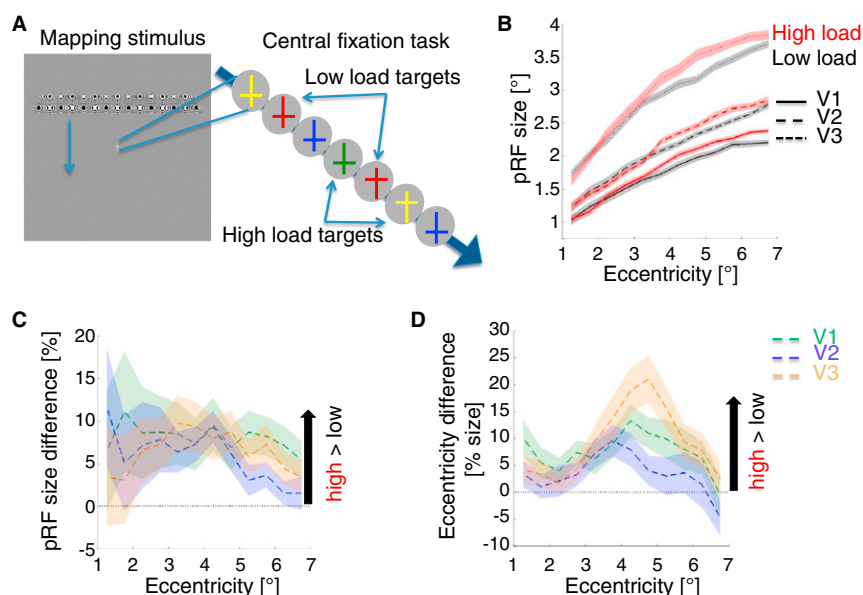 A
Mapping stimulus
Central fixation task
Low load targets
High load targets
B
pRF size [°]
4
3.5
3
2.5
2
1.5
1
1 2 3 4 5 6 7
Eccentricity [°]
High load
Low load
V1
V2
V3
C
pRF size difference [%]
20
15
10
5
0
-5
1 2 3 4 5 6 7
Eccentricity [°]
high > low
D
Eccentricity difference
[% size]
30
25
20
15
10
5
0
-5
-10
1 2 3 4 5 6 7
Eccentricity [°]
high > low
V1
V2
V3